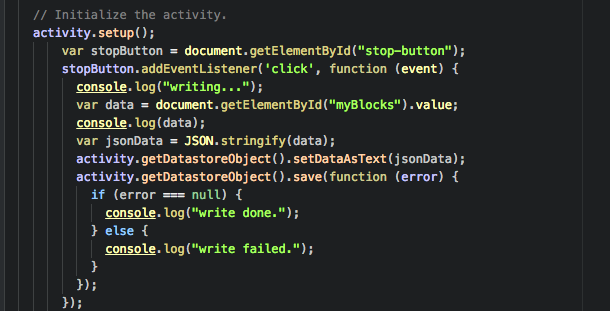 // Initialize the activity.
activity.setup();
var stopButton = document.getElementById("stop-button");
stopButton.addEventListener('click', function (event) {
console.log("writing...");
var data = document.getElementById("myBlocks").value;
console.log(data);
var jsonData = JSON.stringify(data);
activity.getDatastoreObject().setDataAsText(jsonData);
activity.getDatastoreObject().save(function (error) {
if (error === null) {
console.log("write done.");
} else {
console.log("write failed.");
}
});
});